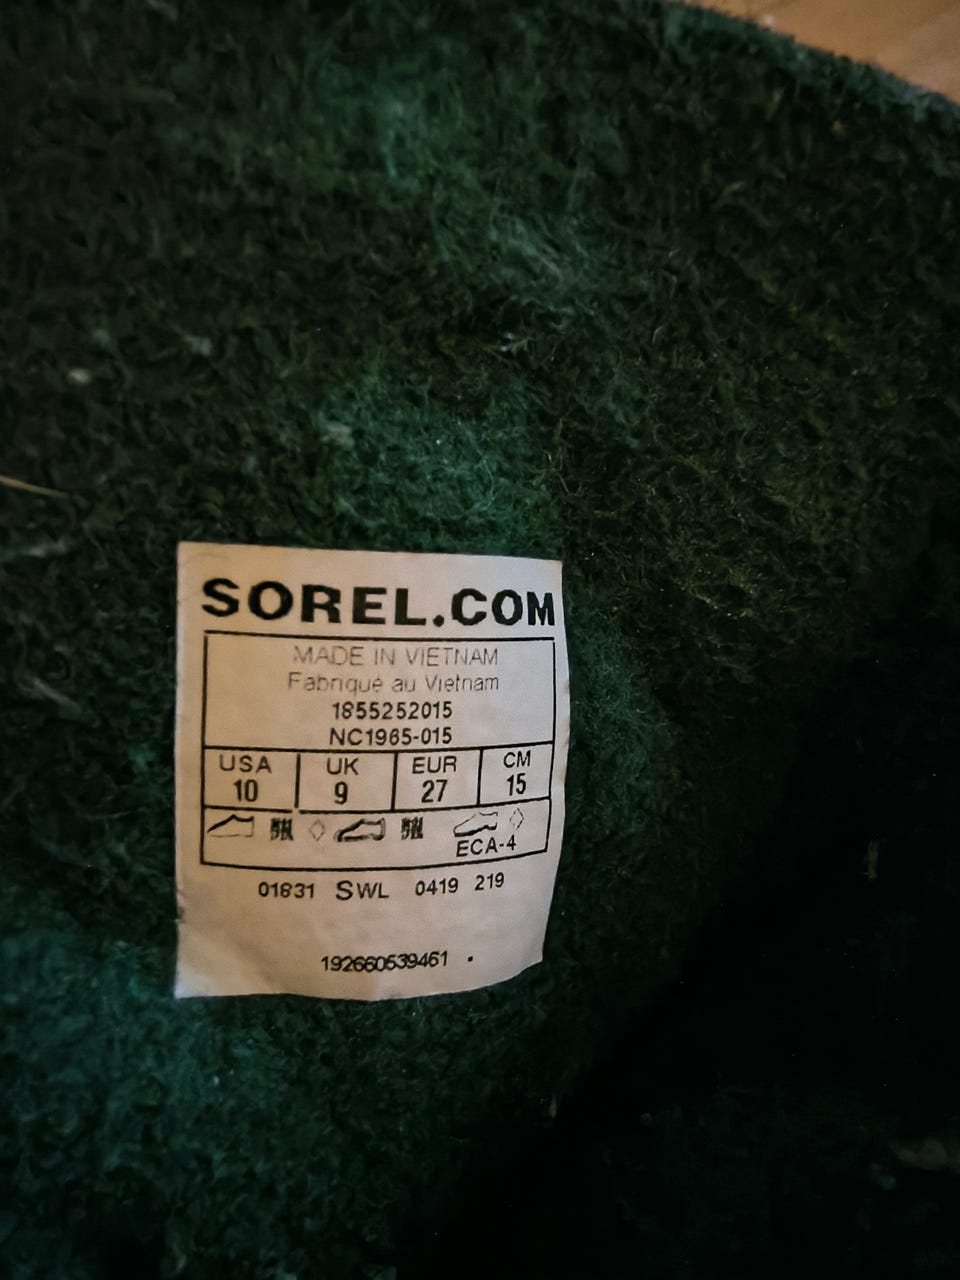 SOREL.COM
MADE IN VIETNAM
Fabriqué au Vietnam
1855252015
NC1965-015
USA UK EUR CM
10 9 27 15
ECA-4
01831 SWL 0419 219
192660539461